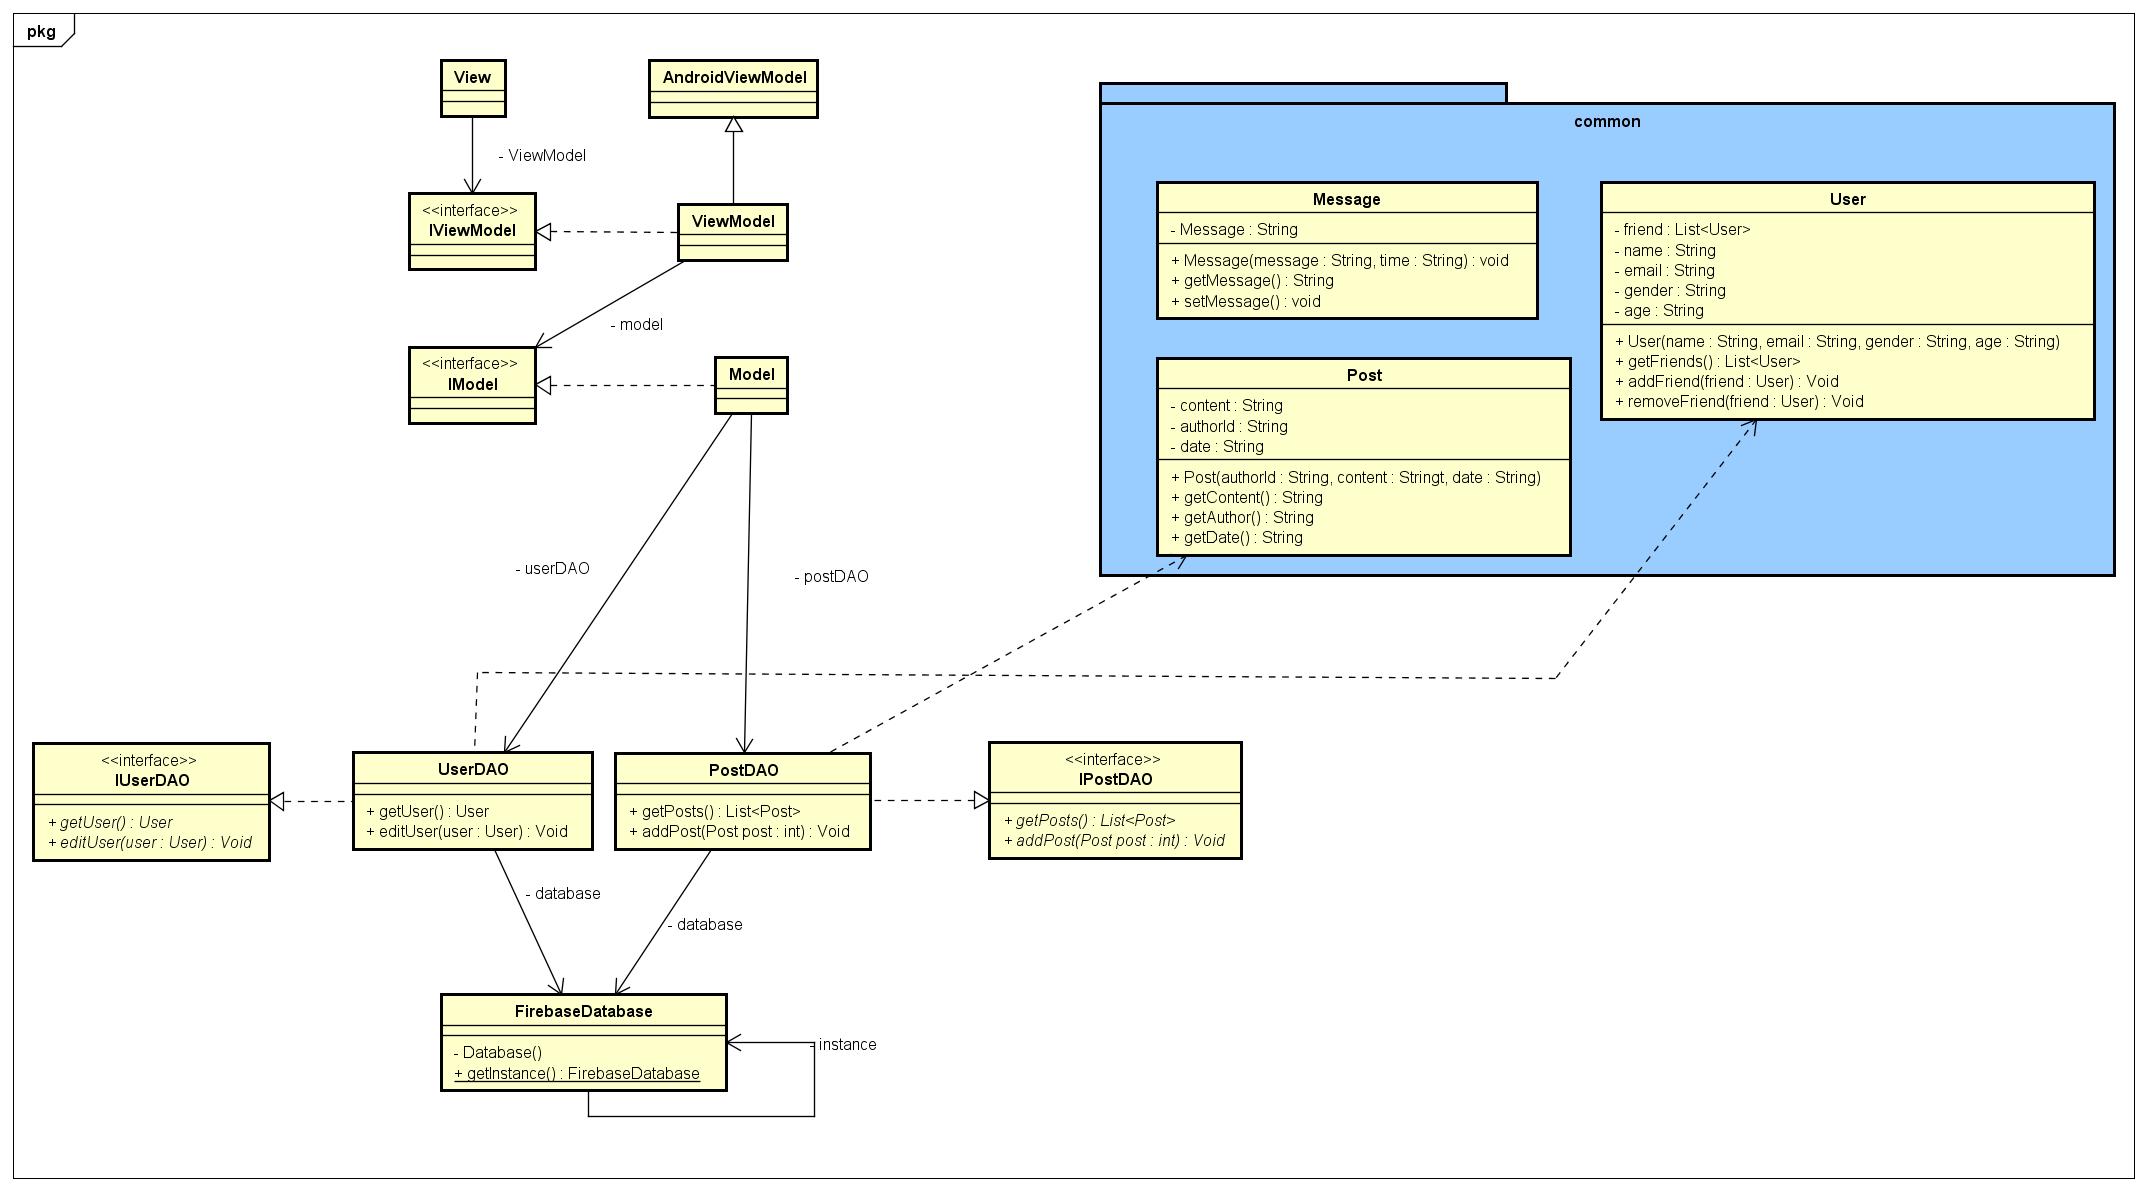 pkg
View
AndroidViewModel
- ViewModel
<<interface>>
IViewModel
ViewModel
- model
<<interface>>
IModel
Model
- userDAO
- postDAO
common
Message
- Message : String
+ Message(message : String, time : String) : void
+ getMessage() : String
+ setMessage() : void
User
- friend : List<User>
- name : String
- email : String
- gender : String
- age : String
+ User(name : String, email : String, gender : String, age : String)
+ getFriends() : List<User>
+ addFriend(friend : User) : Void
+ removeFriend(friend : User) : Void
Post
- content : String
- authorId : String
- date : String
+ Post(authorId : String, content : Stringt, date : String)
+ getContent() : String
+ getAuthor() : String
+ getDate() : String
<<interface>>
IUserDAO
+ getUser() : User
+ editUser(user : User) : Void
UserDAO
+ getUser() : User
+ editUser(user : User) : Void
PostDAO
+ getPosts() : List<Post>
+ addPost(Post post : int) : Void
<<interface>>
IPostDAO
+ getPosts() : List<Post>
+ addPost(Post post : int) : Void
- database
- database
FirebaseDatabase
- Database()
+ getInstance() : FirebaseDatabase
- instance